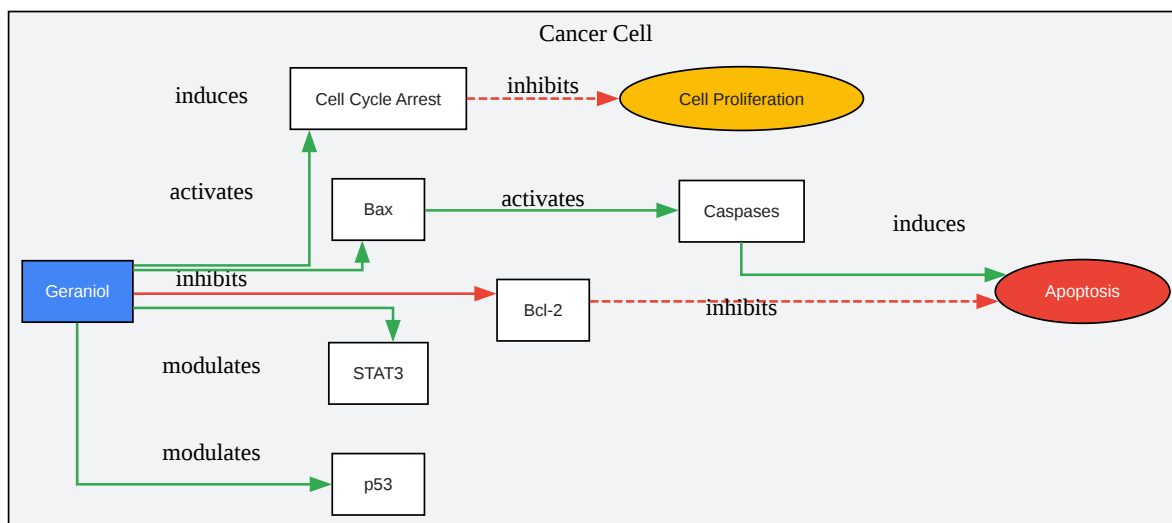 Cancer Cell
induces
Cell Cycle Arrest
inhibits
Cell Proliferation
activates
Bax
activates
Caspases
induces
Geraniol
inhibits
Bcl-2
inhibits
Apoptosis
modulates
STAT3
modulates
p53